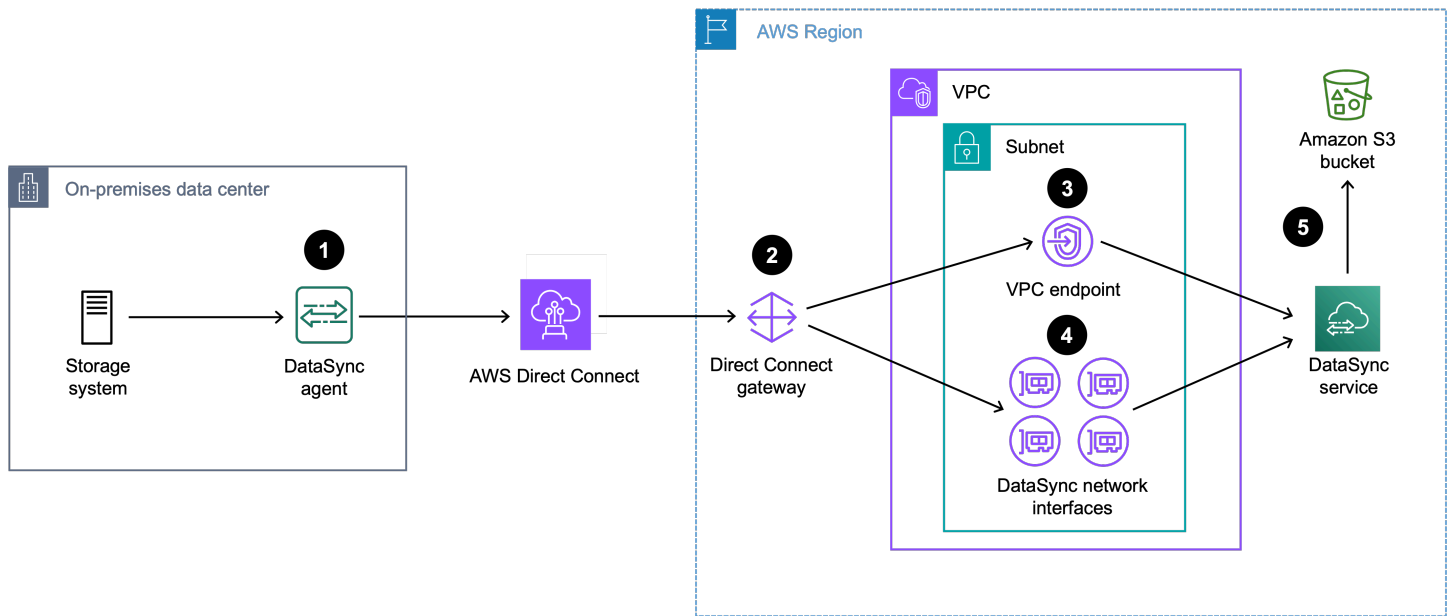 AWS Region
VPC
Subnet
Amazon S3
bucket
On-premises data center
1
2
3
4
5
Storage
system
DataSync
agent
AWS Direct Connect
Direct Connect
gateway
VPC endpoint
DataSync network
interfaces
DataSync
service